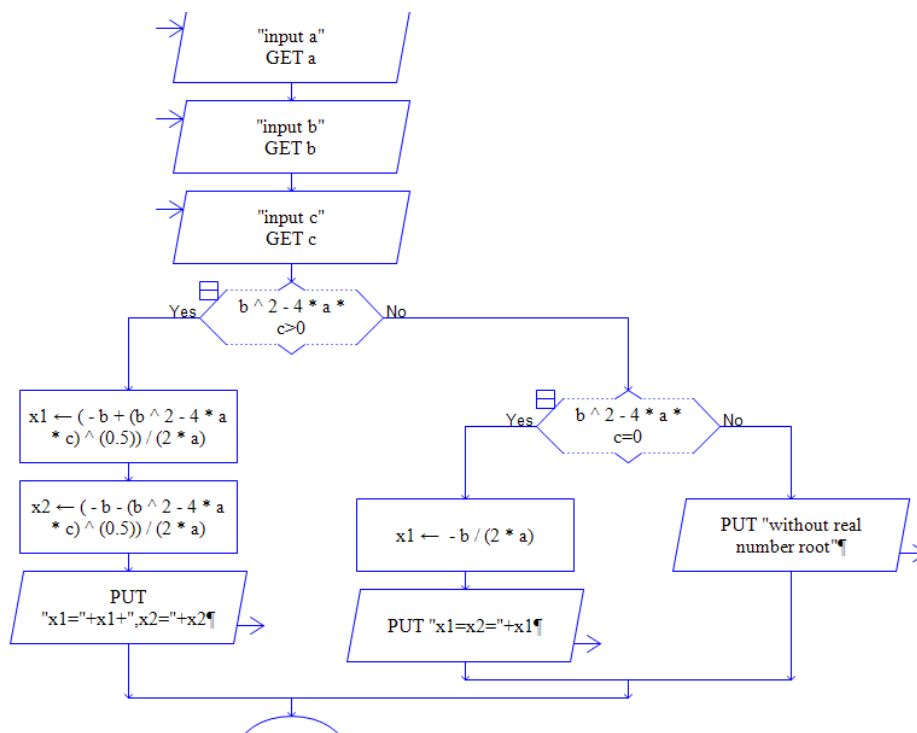 "input a"
GET a
"input b"
GET b
"input c"
GET c
b ^ 2 - 4 * a *
c>0
Yes
No
x1 ← ( - b + (b ^ 2 - 4 * a
* c) ^ (0.5)) / (2 * a)
x2 ← ( - b - (b ^ 2 - 4 * a
* c) ^ (0.5)) / (2 * a)
PUT
"x1="+x1+",x2="+x2¶
b ^ 2 - 4 * a *
c=0
Yes
No
x1 ← - b / (2 * a)
PUT "x1=x2="+x1¶
PUT "without real
number root"¶